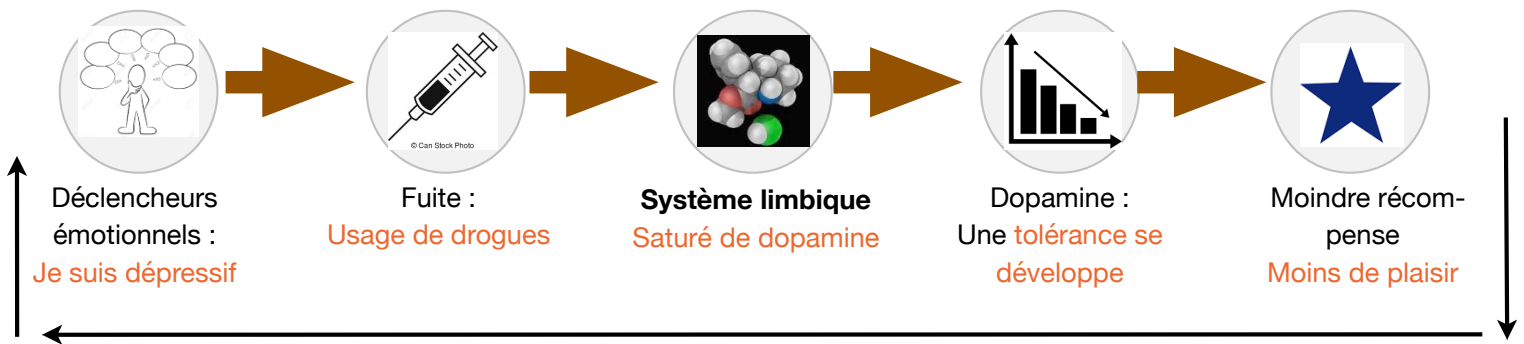 © Can Stock Photo
Déclencheurs
émotionnels :
Je suis dépressif
Fuite :
Usage de drogues
Système limbique
Saturé de dopamine
Dopamine :
Une tolérance se
développe
Moindre récom-
pense
Moins de plaisir